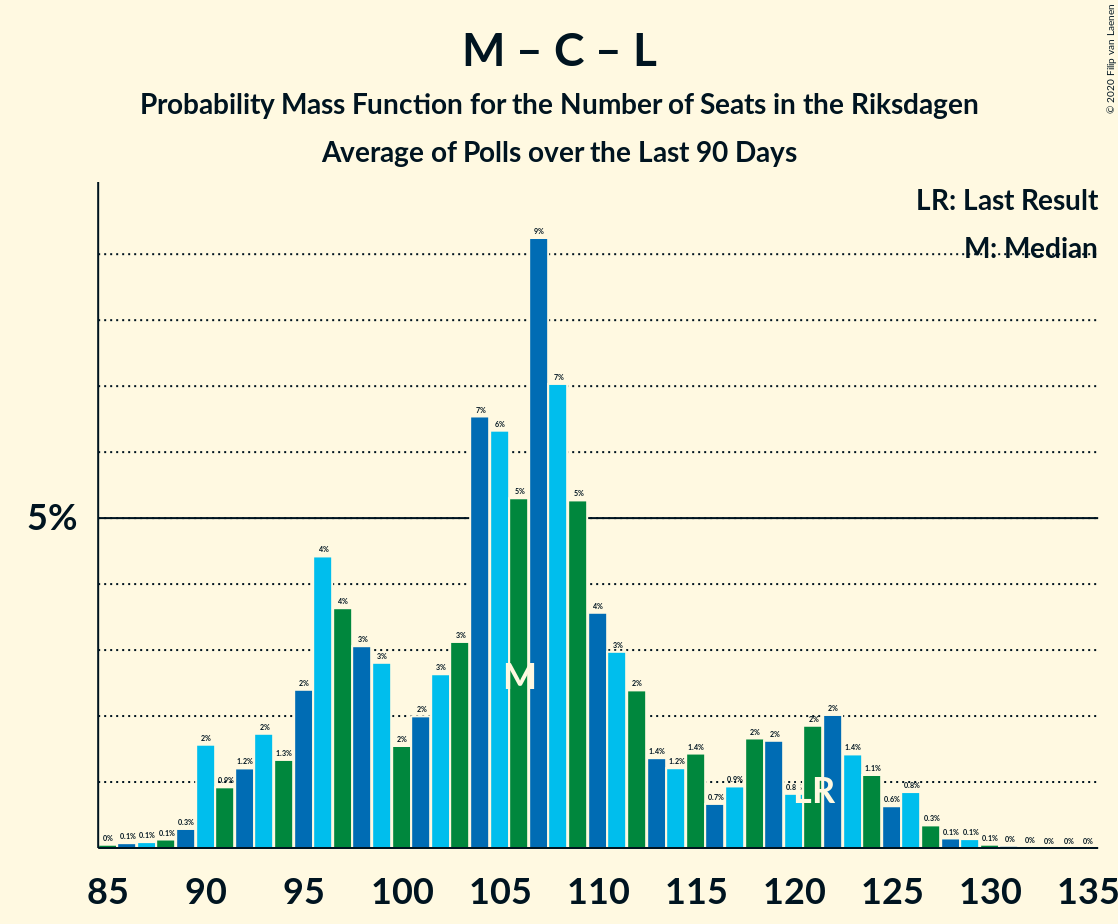 M – C – L
Probability Mass Function for the Number of Seats in the Riksdagen
Average of Polls over the Last 90 Days
© 2020 Filip van Laenen
LR: Last Result
M: Median
5%
0% 0.1% 0.1% 0.1% 0.3% 2% 0.9% 1.2% 2% 1.3% 2% 4% 4% 3% 3% 2% 2% 3% 3% 7% 6% 5% 9% 7% 5% 4% 3% 2% 1.4% 1.2% 1.4% 0.7% 0.9% 2% 2% 0.8% 2% 2% 1.4% 1.1% 0.6% 0.8% 0.3% 0.1% 0.1% 0.1% 0% 0% 0% 0% 0%
M
LR
85 90 95 100 105 110 115 120 125 130 135